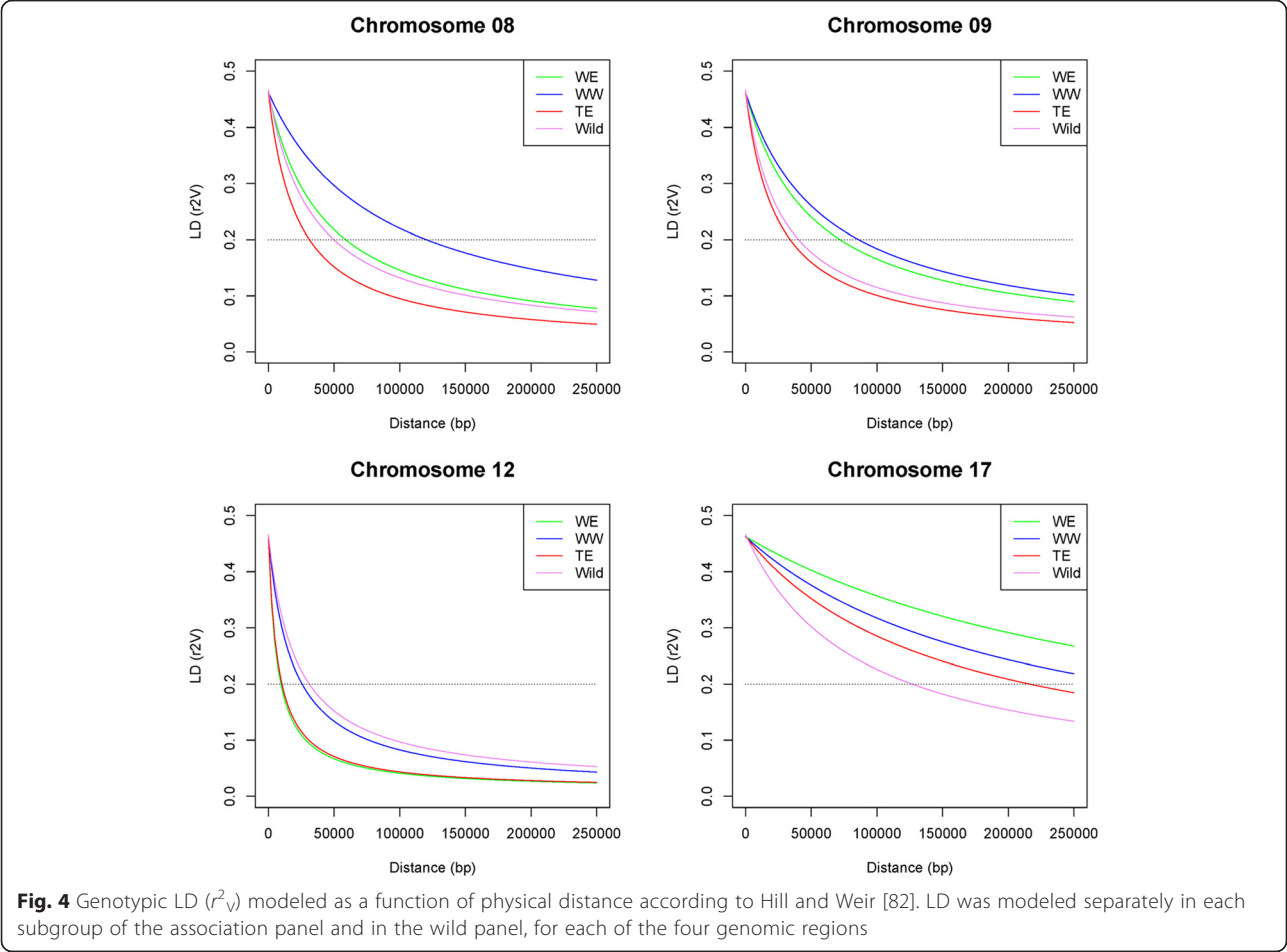 Chromosome 08
LD (r2V)
0.5
0.4
0.3
0.2
0.1
0.0
WE
WW
TE
Wild
0 50000 100000 150000 200000 250000
Distance (bp)
Chromosome 09
LD (r2V)
0.5
0.4
0.3
0.2
0.1
0.0
WE
WW
TE
Wild
0 50000 100000 150000 200000 250000
Distance (bp)
Chromosome 12
LD (r2V)
0.5
0.4
0.3
0.2
0.1
0.0
WE
WW
TE
Wild
0 50000 100000 150000 200000 250000
Distance (bp)
Chromosome 17
LD (r2V)
0.5
0.4
0.3
0.2
0.1
0.0
WE
WW
TE
Wild
0 50000 100000 150000 200000 250000
Distance (bp)
Fig. 4 Genotypic LD (r²V) modeled as a function of physical distance according to Hill and Weir [82]. LD was modeled separately in each
subgroup of the association panel and in the wild panel, for each of the four genomic regions